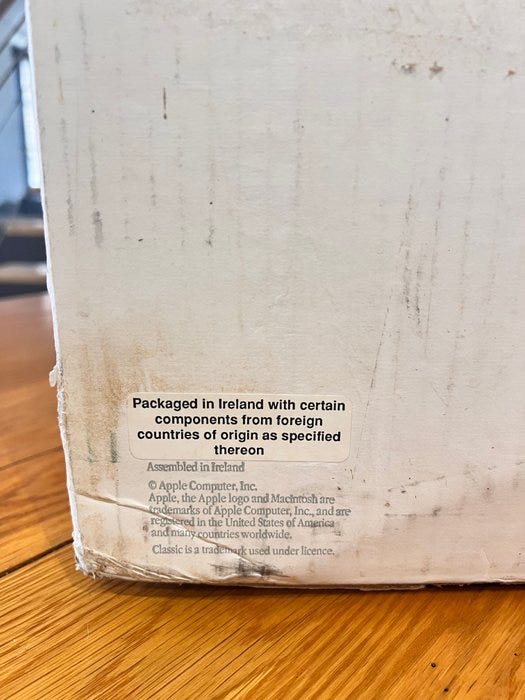 Packaged in Ireland with certain
components from foreign
countries of origin as specified
thereon
Assembled in Ireland
© Apple Computer, Inc.
Apple, the Apple logo and Macintosh are
trademarks of Apple Computer, Inc., and are
registered in the United States of America
and many countries worldwide.
Classic is a trademark used under licence.